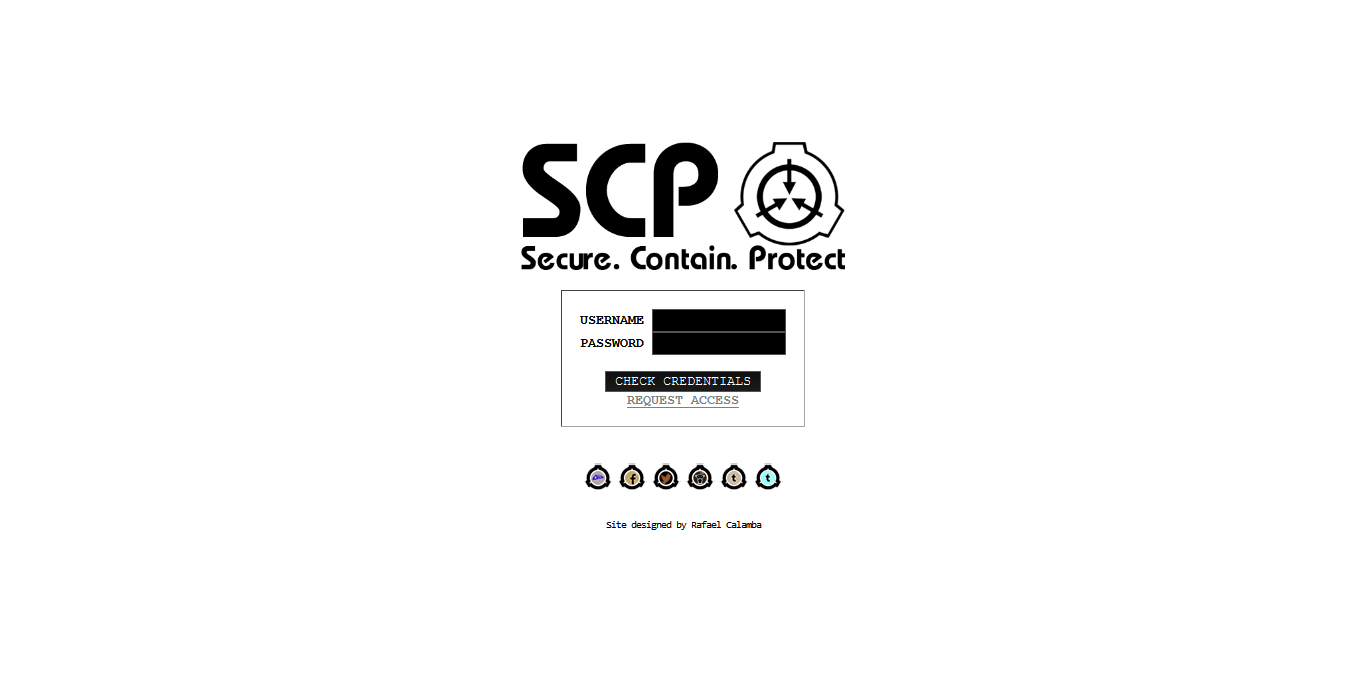 SCP
Secure. Contain. Protect
USERNAME
PASSWORD
CHECK CREDENTIALS
REQUEST ACCESS
f t t
Site designed by Rafael Calamba